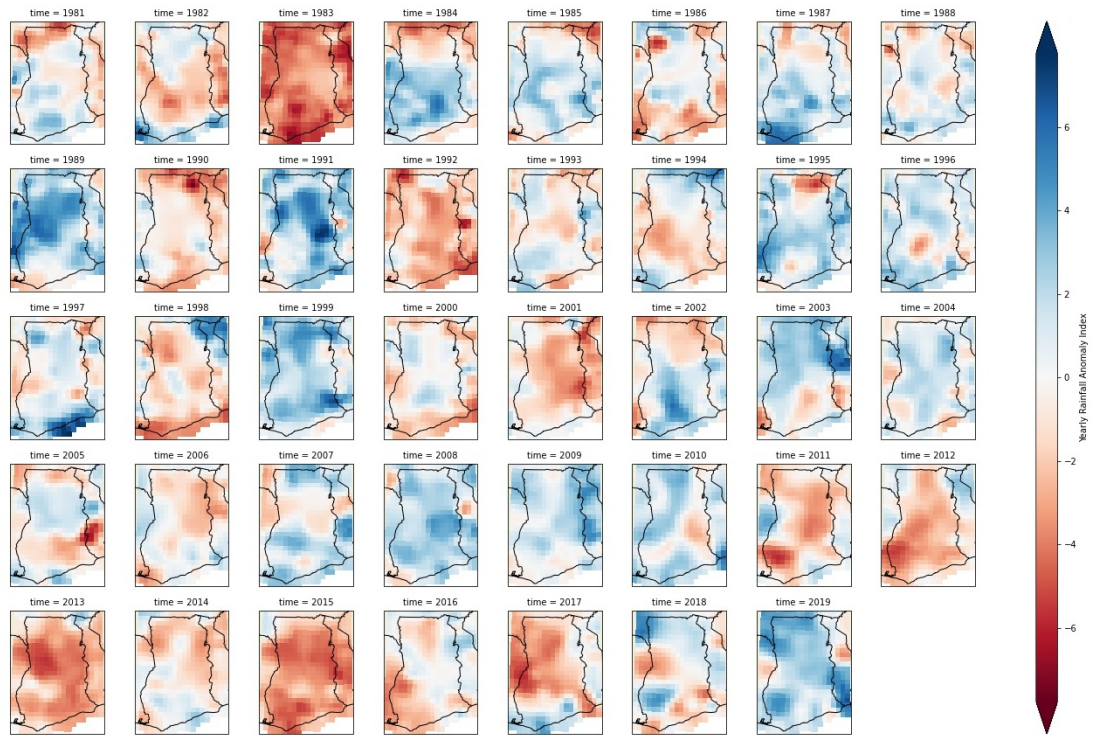 time = 1981
time = 1982
time = 1983
time = 1984
time = 1985
time = 1986
time = 1987
time = 1988
time = 1989
time = 1990
time = 1991
time = 1992
time = 1993
time = 1994
time = 1995
time = 1996
time = 1997
time = 1998
time = 1999
time = 2000
time = 2001
time = 2002
time = 2003
time = 2004
time = 2005
time = 2006
time = 2007
time = 2008
time = 2009
time = 2010
time = 2011
time = 2012
time = 2013
time = 2014
time = 2015
time = 2016
time = 2017
time = 2018
time = 2019
6
4
2
0
−2
−4
−6
Yearly Rainfall Anomaly Index